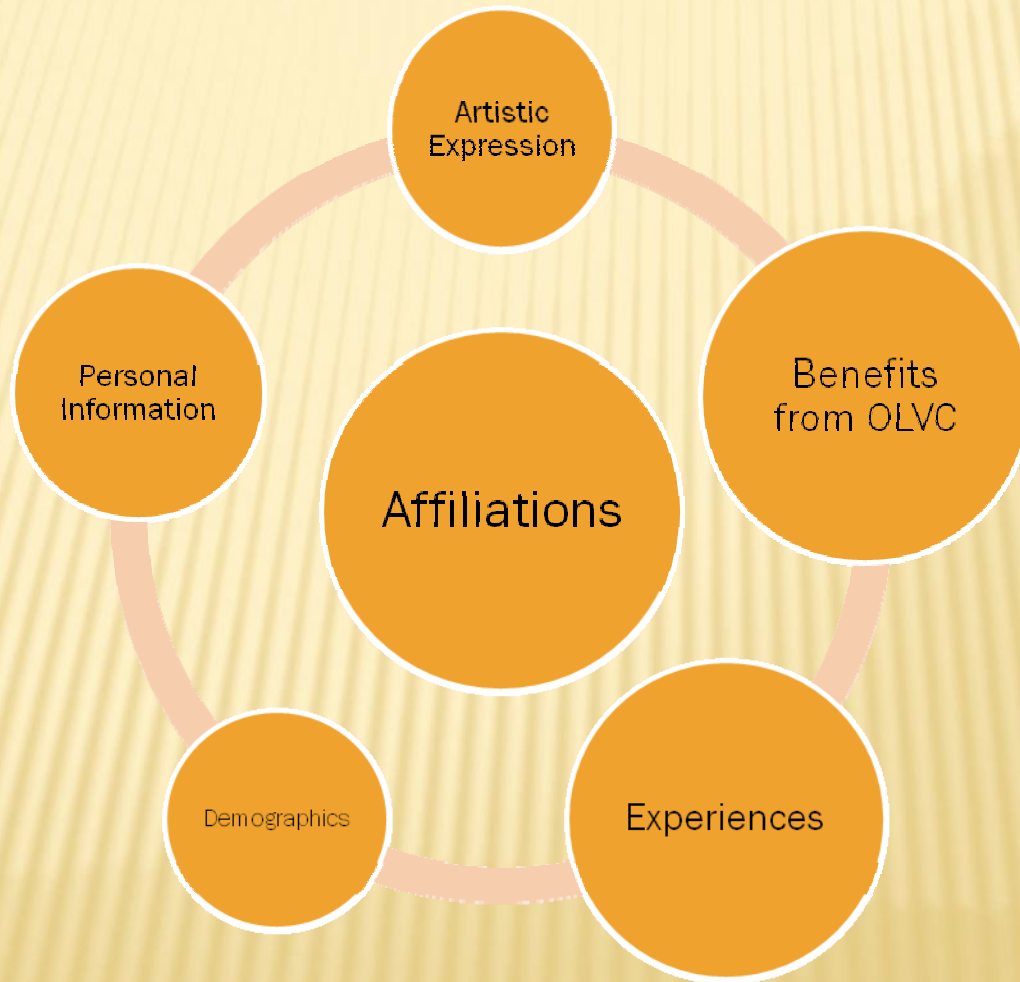 Artistic
Expression
Benefits
from OLVC
Personal
Information
Affiliations
Experiences
Demographics